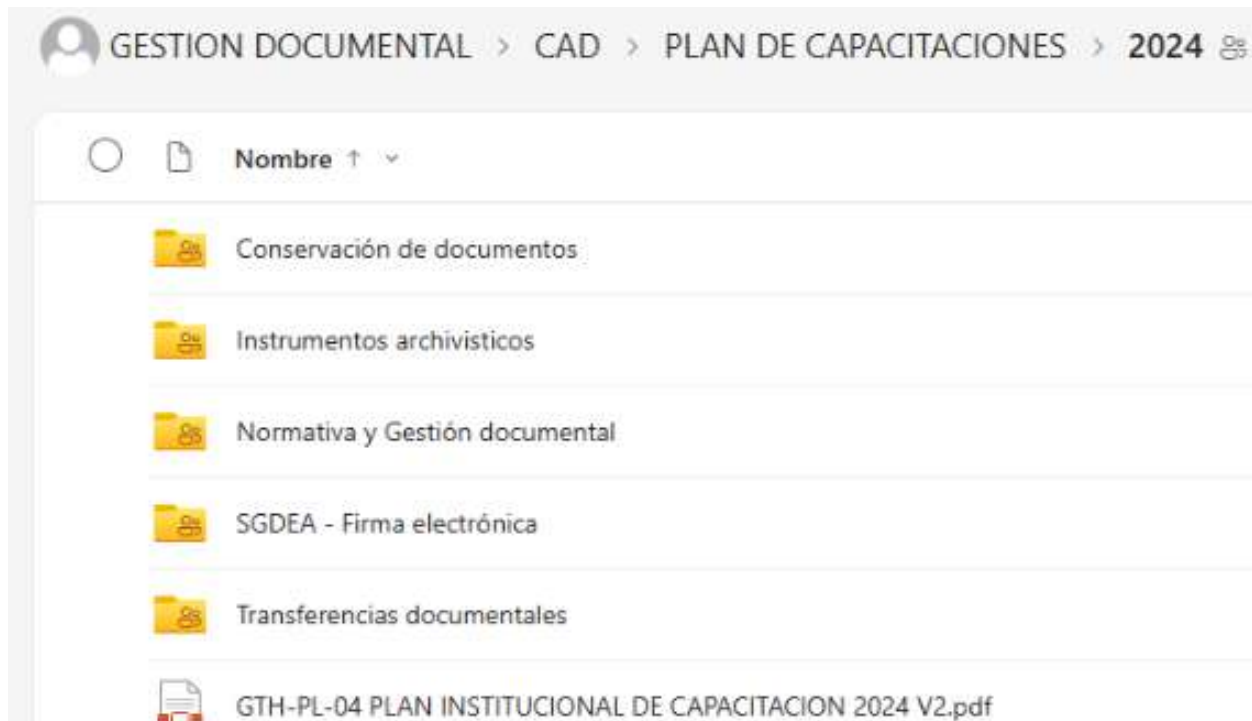 GESTION DOCUMENTAL > CAD > PLAN DE CAPACITACIONES > 2024
Nombre ↑
Conservación de documentos
Instrumentos archivisticos
Normativa y Gestión documental
SGDEA - Firma electrónica
Transferencias documentales
GTH-PL-04 PLAN INSTITUCIONAL DE CAPACITACION 2024 V2.pdf